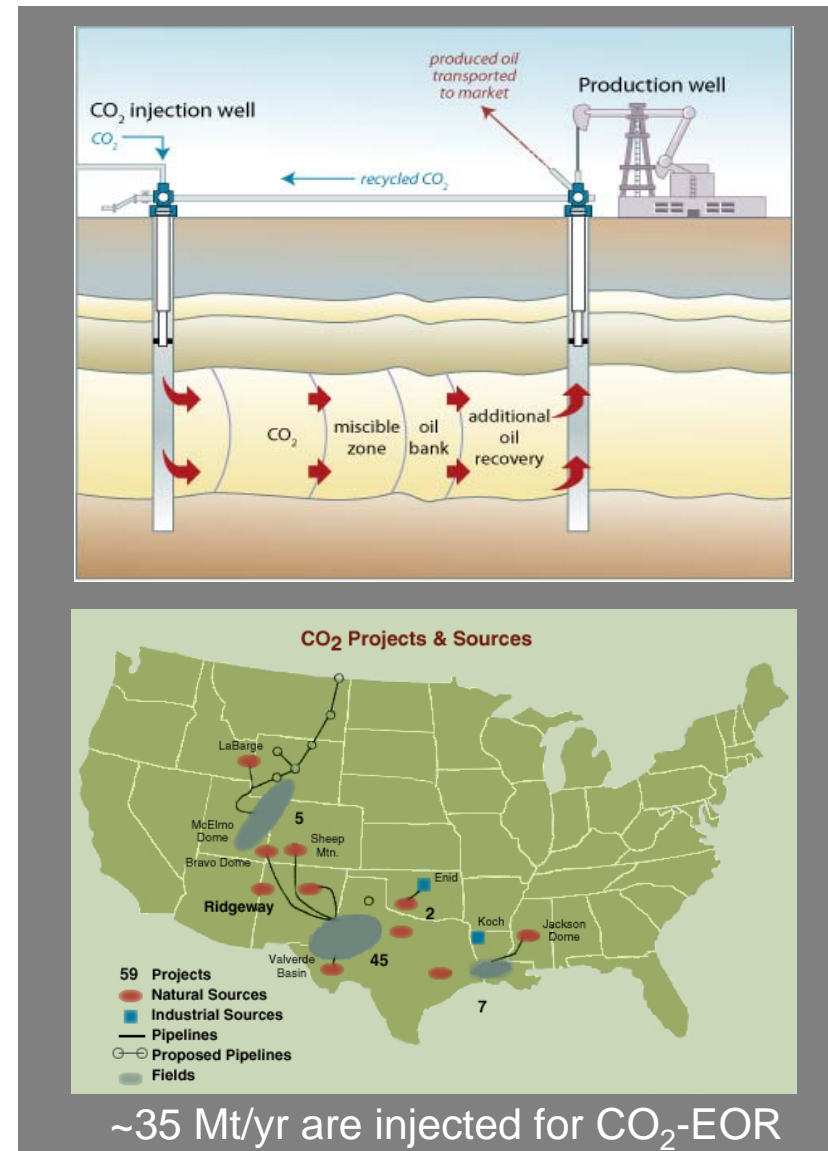 produced oil
transported
to market
Production well
CO2 injection well
CO2
recycled CO2
CO2
miscible
zone
oil
bank
additional
oil
recovery
CO2 Projects & Sources
LaBarge
McElmo
Dome
5
Sheep
Mtn.
Bravo Dome
Ridgeway
Enid
2
Koch
Jackson
Dome
Valverde
Basin
45
7
59 Projects
Natural Sources
Industrial Sources
Pipelines
Proposed Pipelines
Fields
~35 Mt/yr are injected for CO2-EOR